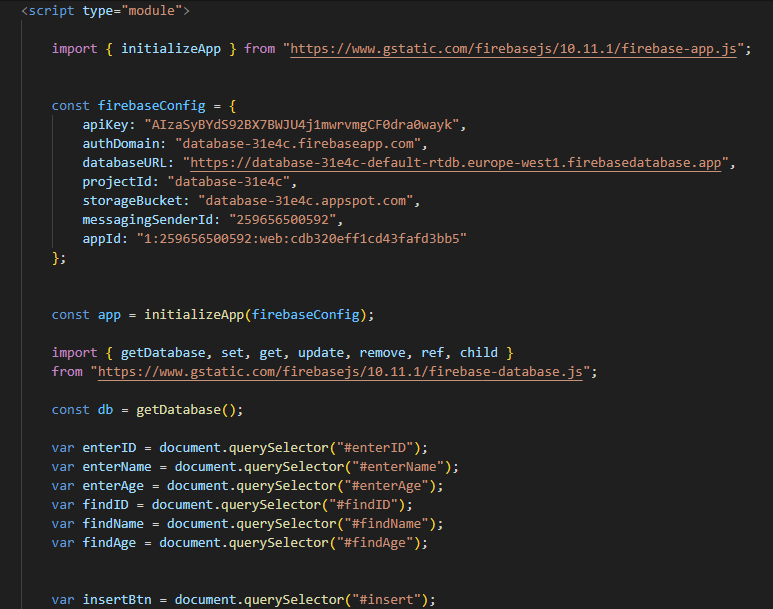 <script type="module">
import { initializeApp } from "https://www.gstatic.com/firebasejs/10.11.1/firebase-app.js";
const firebaseConfig = {
apiKey: "AIzaSyBYdS92BX7BWJU4j1mwrvmgCF0dra0wayk",
authDomain: "database-31e4c.firebaseapp.com",
databaseURL: "https://database-31e4c-default-rtdb.europe-west1.firebasedatabase.app",
projectId: "database-31e4c",
storageBucket: "database-31e4c.appspot.com",
messagingSenderId: "259656500592",
appId: "1:259656500592:web:cdb320eff1cd43fafd3bb5"
};
const app = initializeApp(firebaseConfig);
import { getDatabase, set, get, update, remove, ref, child }
from "https://www.gstatic.com/firebasejs/10.11.1/firebase-database.js";
const db = getDatabase();
var enterID = document.querySelector("#enterID");
var enterName = document.querySelector("#enterName");
var enterAge = document.querySelector("#enterAge");
var findID = document.querySelector("#findID");
var findName = document.querySelector("#findName");
var findAge = document.querySelector("#findAge");
var insertBtn = document.querySelector("#insert");